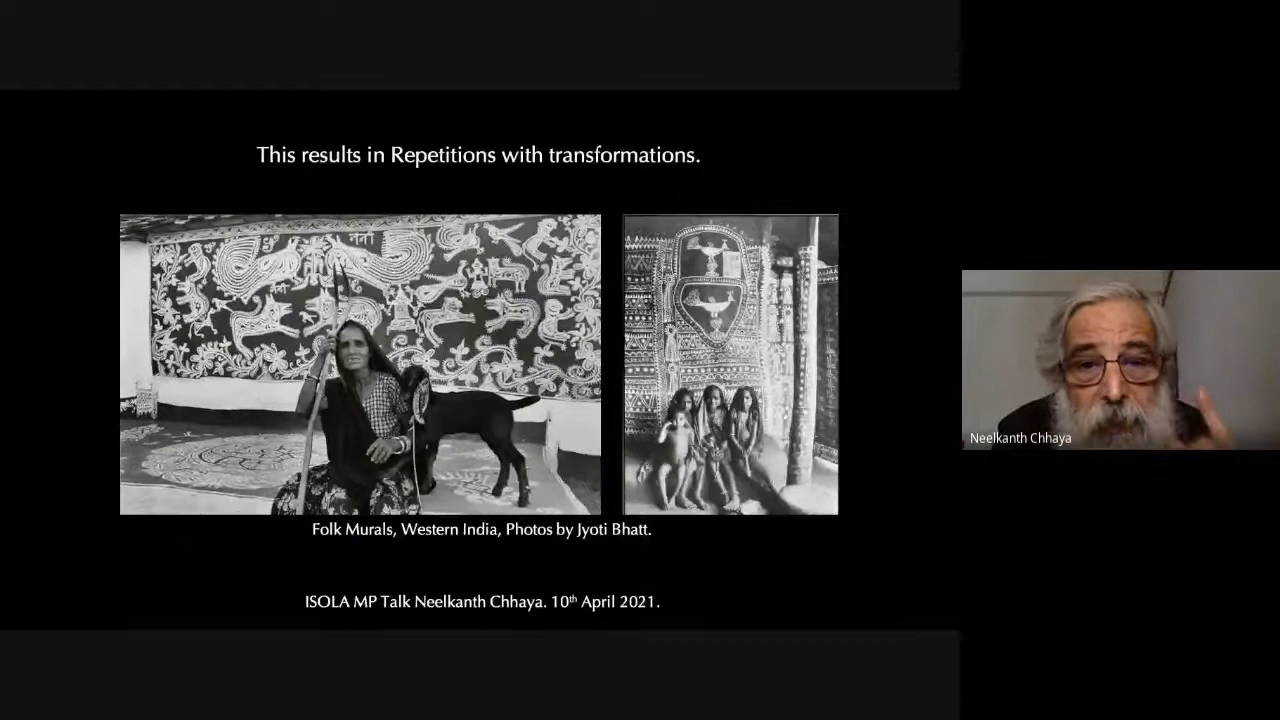 This results in Repetitions with transformations.
Folk Murals, Western India, Photos by Jyoti Bhatt.
ISOLA MP Talk Neelkanth Chhaya. 10th April 2021.
Neelkanth Chhaya